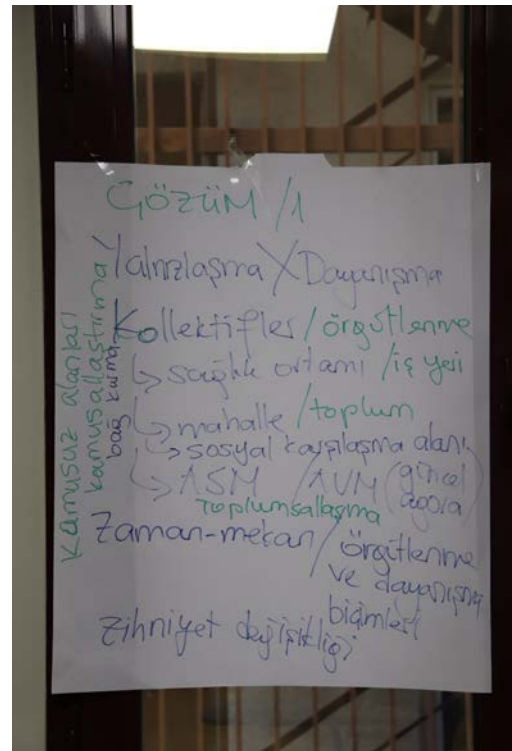 ÇÖZÜM / 1
Yalnızlaşma X Dayanışma
Kollektifler / örgütlenme
↳ sağlık ortamı / iş yeri
↳ mahalle / toplum
↳ sosyal karşılaşma alanı
↳ ASM / AVM (güncel agora)
toplumsallaşma
Zaman-mekan / örgütlenme
ve dayanışma
biçimleri
Zihniyet değişikliği
Kamusuz alanları
kamusallaştırma
bağ kurma